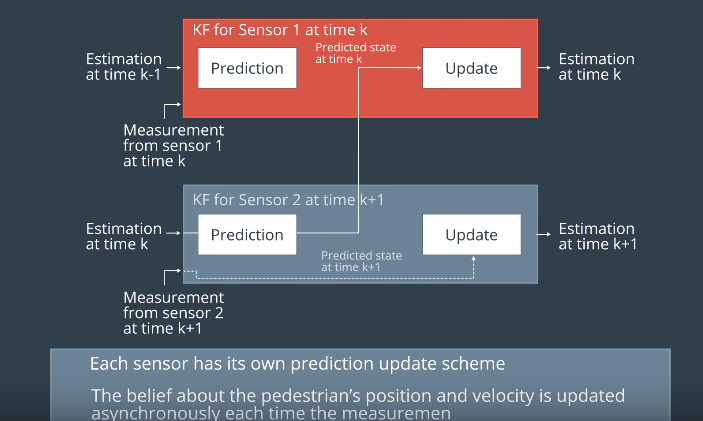 KF for Sensor 1 at time k
Predicted state
at time k
Estimation
at time k-1
Prediction
Update
Estimation
at time k
Measurement
from sensor 1
at time k
KF for Sensor 2 at time k+1
Estimation
at time k
Prediction
Update
Estimation
at time k+1
Predicted state
at time k+1
Measurement
from sensor 2
at time k+1
Each sensor has its own prediction update scheme
The belief about the pedestrian's position and velocity is updated
asynchronously each time the measuremen